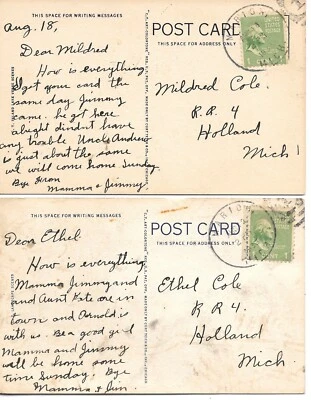 THIS SPACE FOR WRITING MESSAGES
POST CARD
THIS SPACE FOR ADDRESS ONLY
Aug. 18,
Dear Mildred
How is everything
I got your card the
same day Jimmy
came. he got here
alright dindnt have
any trouble Uncle Andrew
is just about the same
we will come home Sunday
Bye from
Mamma & Jimmy
Mildred Cole
R.R. 4
Holland
Mich!
THIS SPACE FOR WRITING MESSAGES
POST CARD
THIS SPACE FOR ADDRESS ONLY
Dear Ethel
How is everything
Mamma Jimmy and
and Aunt Kate are in
town and Arnold is
with us. Be a good girl
Mamma and Jimmy
will be home some
time Sunday. Bye
Mamma & Jim
Ethel Cole
R R 4
Holland
Mich.